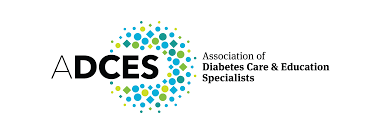 ADCES
Association of
Diabetes Care & Education
Specialists